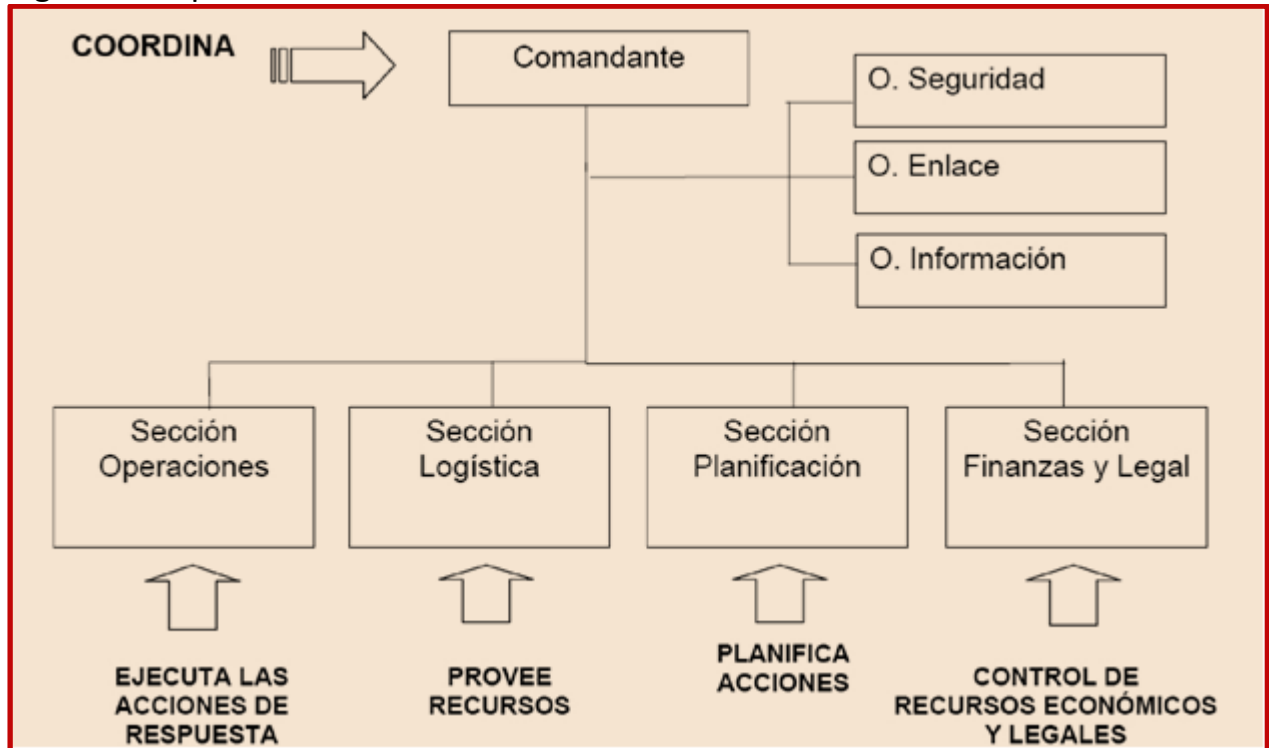 COORDINA
Comandante
O. Seguridad
O. Enlace
O. Información
Sección
Operaciones
Sección
Logística
Sección
Planificación
Sección
Finanzas y Legal
EJECUTA LAS
ACCIONES DE
RESPUESTA
PROVEE
RECURSOS
PLANIFICA
ACCIONES
CONTROL DE
RECURSOS ECONÓMICOS
Y LEGALES